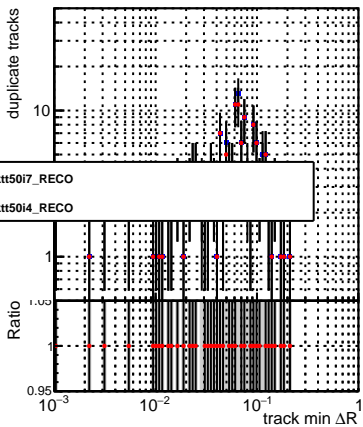 duplicate tracks
10
tt50i7_RECO
tt50i4_RECO
1
Ratio
1.05
1
0.95
10⁻³
10⁻²
10⁻¹
1
track min ΔR